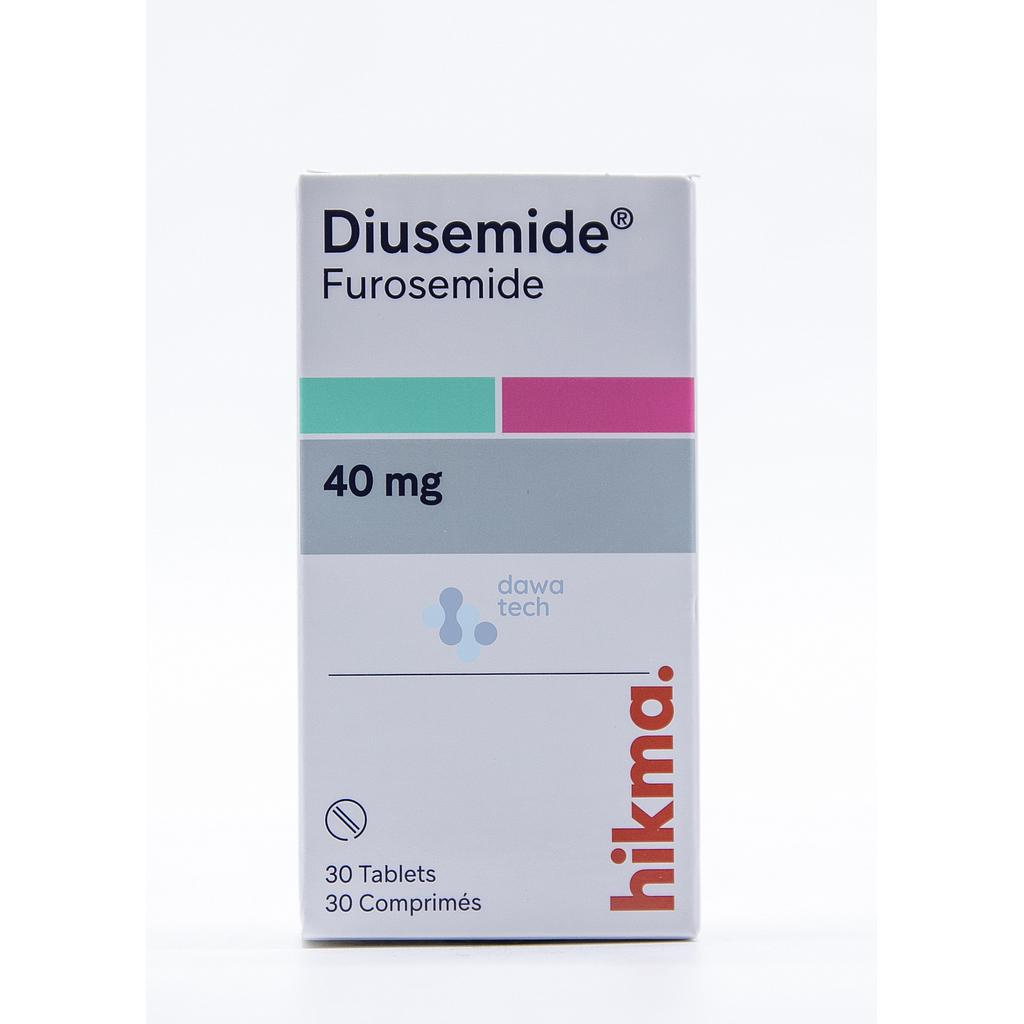 Diusemide®
Furosemide
40 mg
dawa
tech
hikma.
30 Tablets
30 Comprimés